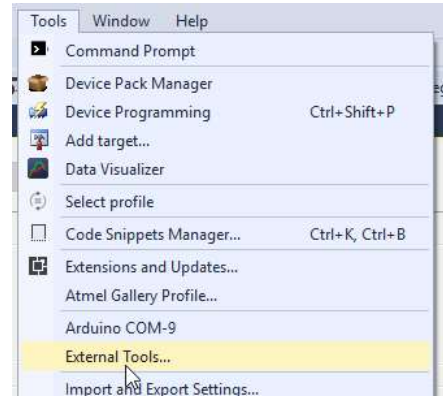 Tools Window Help
Command Prompt
Device Pack Manager
Device Programming Ctrl+Shift+P
Add target...
Data Visualizer
Select profile
Code Snippets Manager... Ctrl+K, Ctrl+B
Extensions and Updates...
Atmel Gallery Profile...
Arduino COM-9
External Tools...
Import and Export Settings...